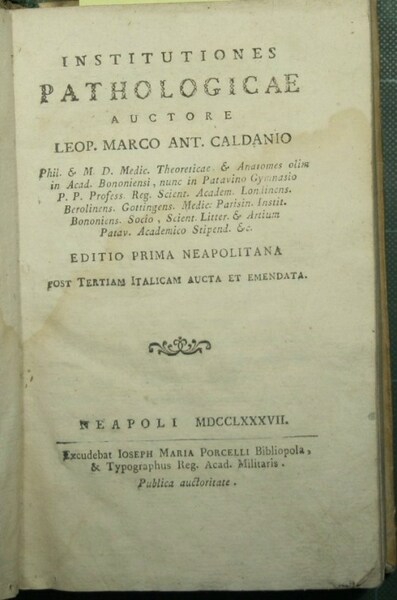 INSTITUTIONES
PATHOLOGICAE
AUCTORE
LEOP. MARCO ANT. CALDANIO
Phil. & M. D. Medic. Theoreticae & Anatomes olim
in Acad. Bononiensi, nunc in Patavino Gymnasio
P. P. Profess. Reg. Scient. Academ. Londinens.
Berolinens. Gottingens. Medic. Parisin. Instit.
Bononiens. Socio, Scient. Litter. & Artium
Patav. Academico Stipend. &c.
EDITIO PRIMA NEAPOLITANA
POST TERTIAM ITALICAM AUCTA ET EMENDATA.
NEAPOLI MDCCLXXXVII.
Excudebat IOSEPH MARIA PORCELLI Bibliopola,
& Typographus Reg. Acad. Militaris.
Publica auctoritate.